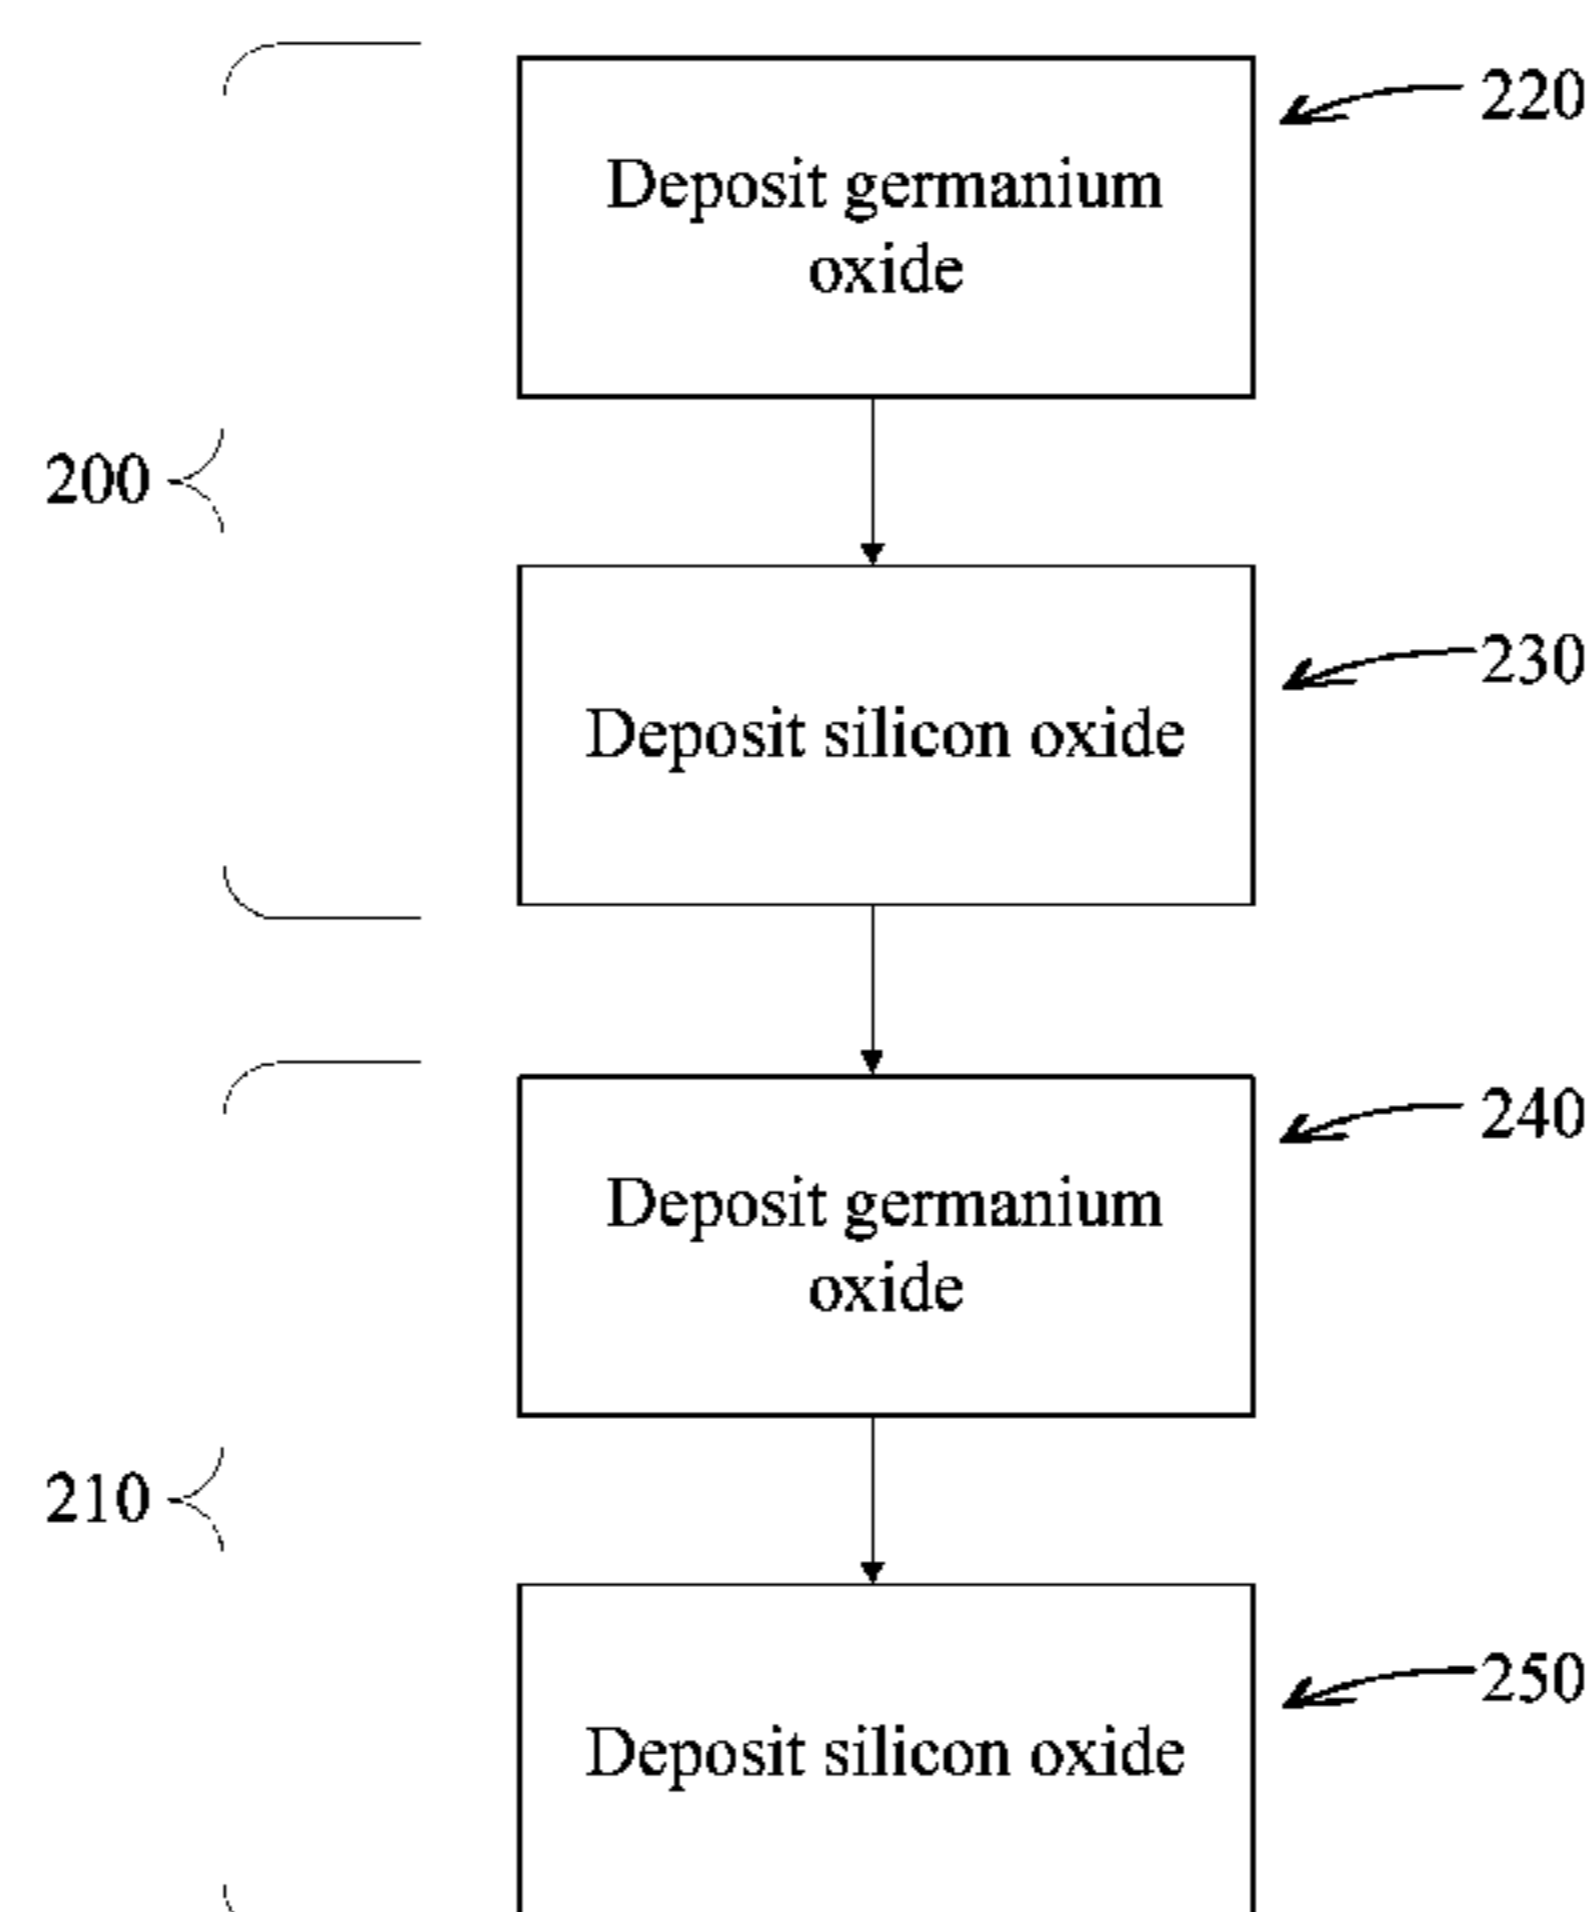 220
Deposit germanium
oxide
200
230
Deposit silicon oxide
240
Deposit germanium
oxide
210
250
Deposit silicon oxide